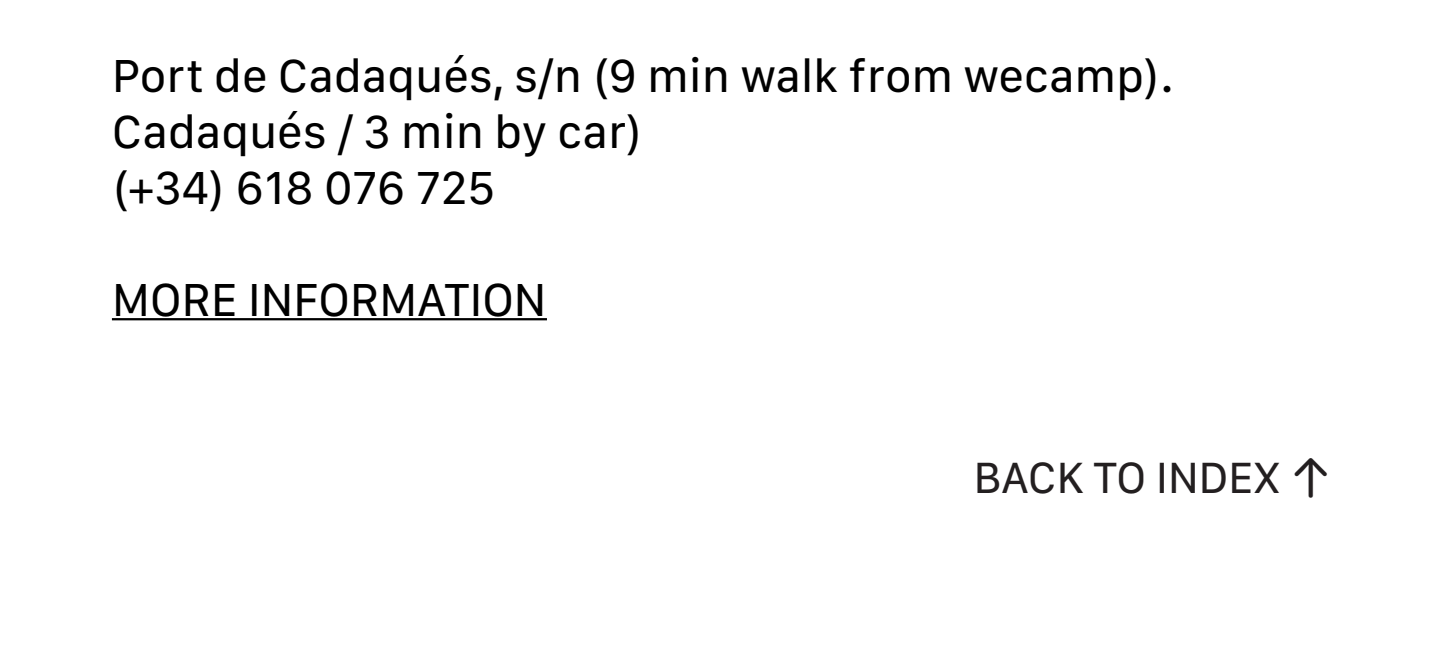 Port de Cadaqués, s/n (9 min walk from wecamp).
Cadaqués / 3 min by car)
(+34) 618 076 725
MORE INFORMATION
BACK TO INDEX ↑